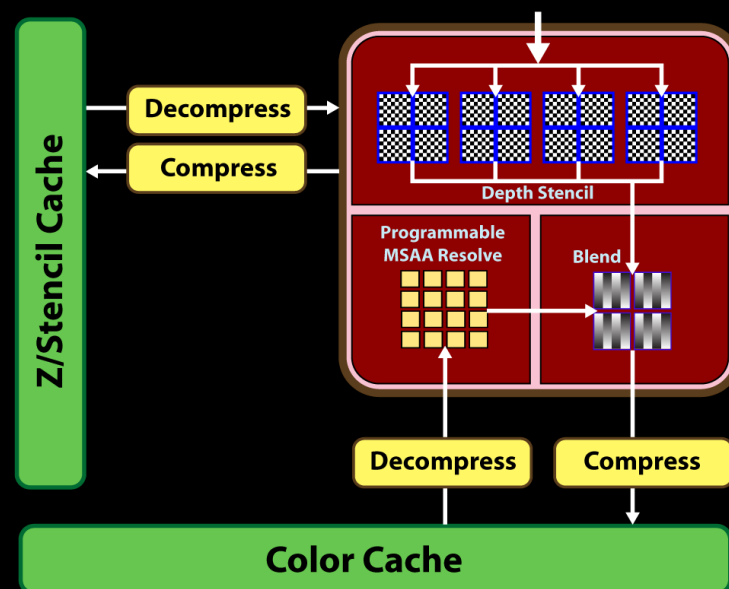 Z/Stencil Cache
Decompress
Compress
Depth Stencil
Programmable
MSAA Resolve
Blend
Decompress
Compress
Color Cache